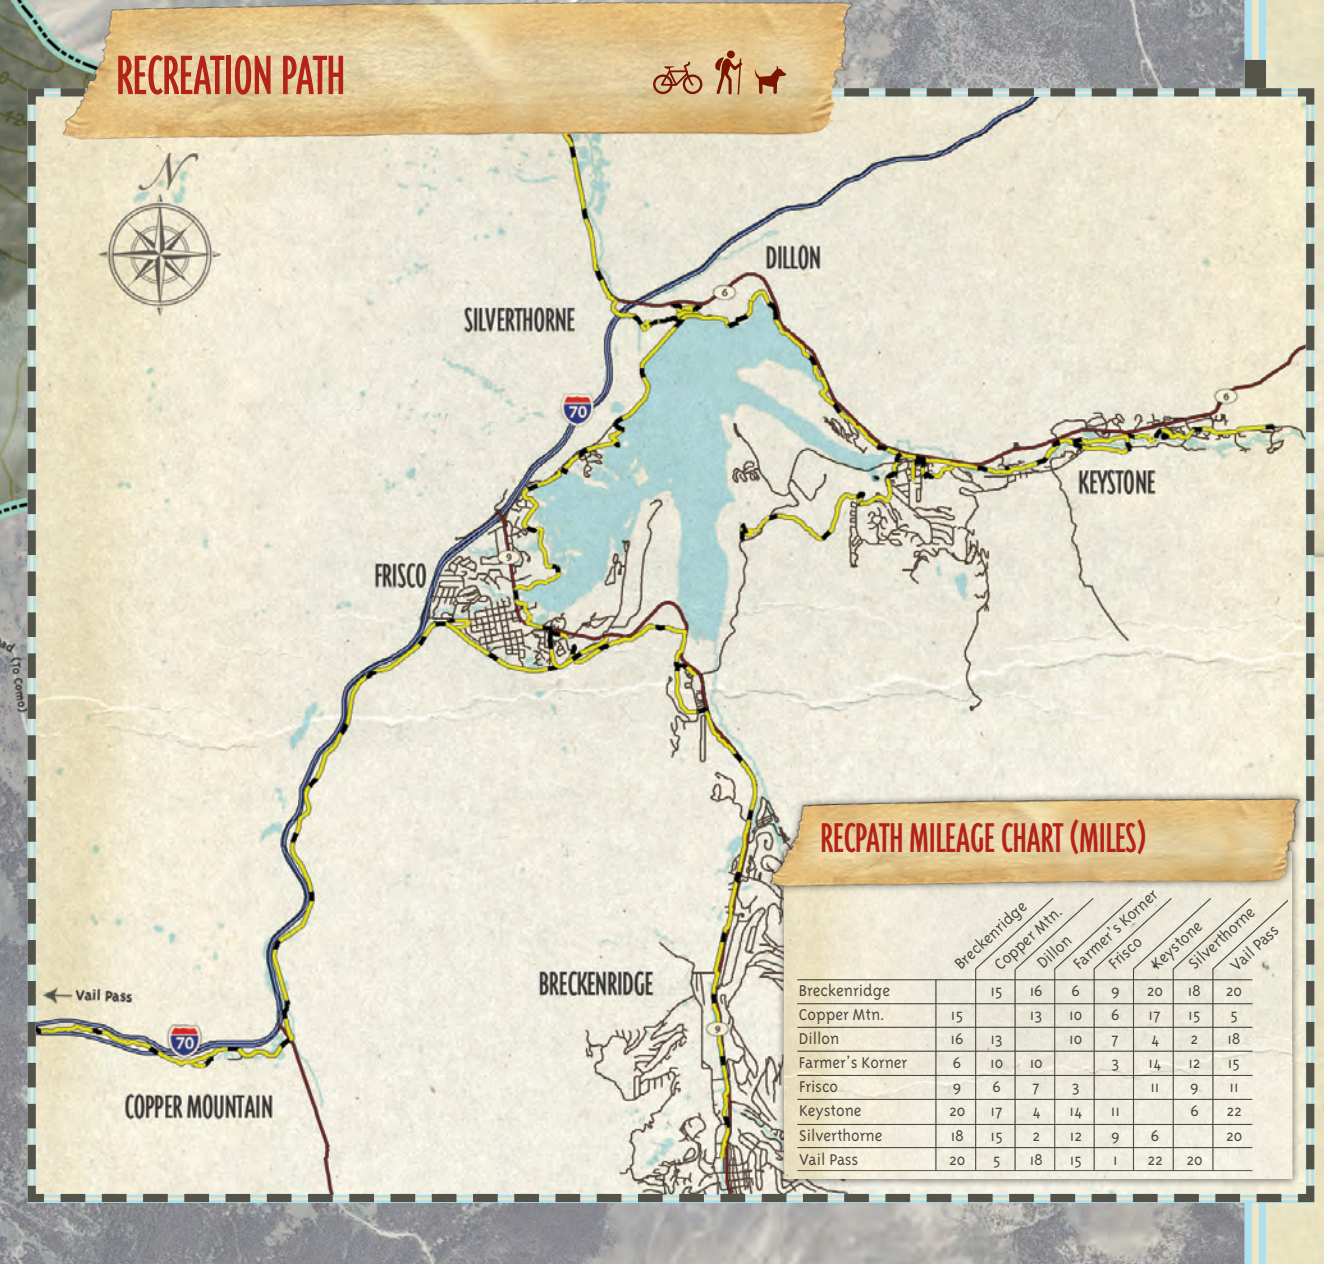 RECREATION PATH
N
DILLON
6
SILVERTHORNE
70
6
KEYSTONE
9
FRISCO
(To Como)
RECPATH MILEAGE CHART (MILES)
Breckenridge Copper Mtn. Dillon Farmer's Korner Frisco Keystone Silverthorne Vail Pass
Breckenridge 15 16 6 9 20 18 20
Copper Mtn. 15 13 10 6 17 15 5
Dillon 16 13 10 7 4 2 18
Farmer's Korner 6 10 10 3 14 12 15
Frisco 9 6 7 3 11 9 11
Keystone 20 17 4 14 11 6 22
Silverthorne 18 15 2 12 9 6 20
Vail Pass 20 5 18 15 1 22 20
BRECKENRIDGE
Vail Pass
9
70
COPPER MOUNTAIN